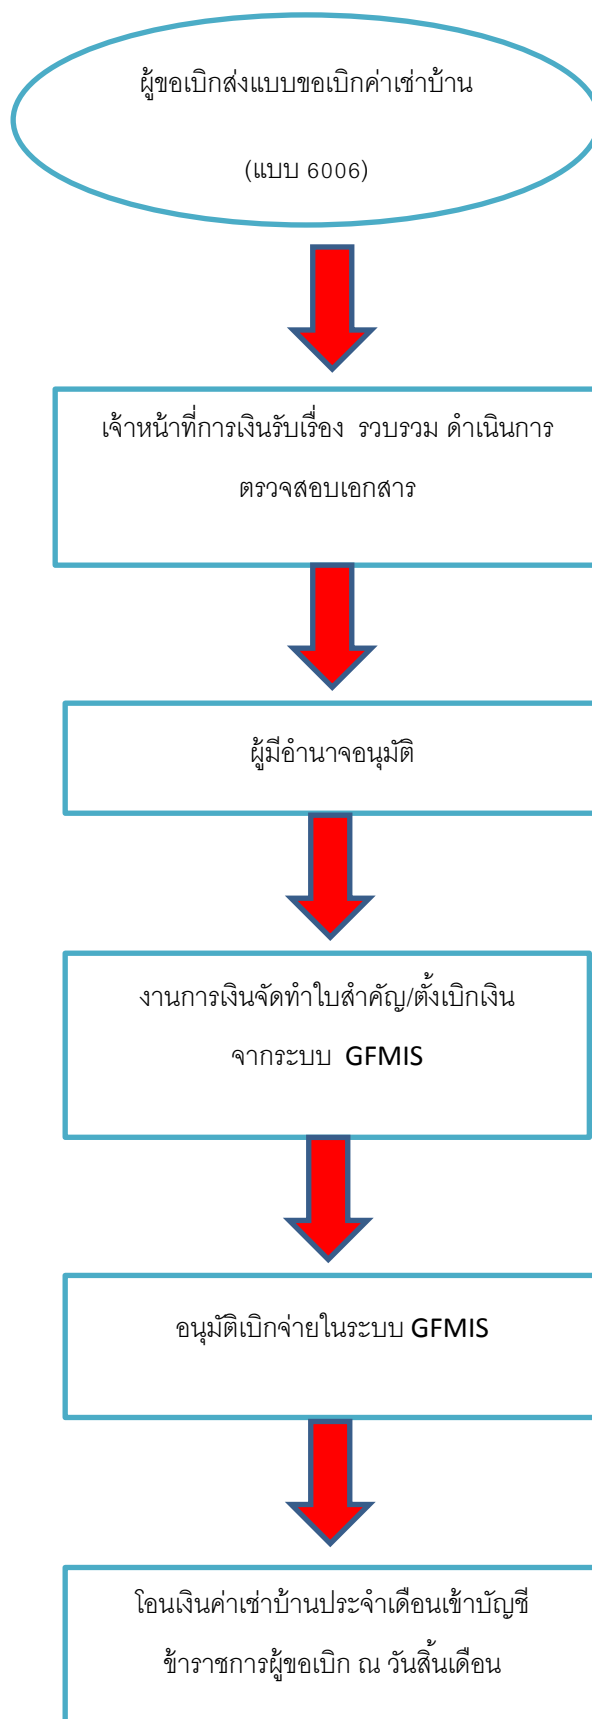 ผู้ขอเบิกส่งแบบขอเบิกค่าเช่าบ้าน
(แบบ 6006)
เจ้าหน้าที่การเงินรับเรื่อง รวบรวม ดำเนินการ
ตรวจสอบเอกสาร
ผู้มีอำนาจอนุมัติ
งานการเงินจัดทำใบสำคัญ/ตั้งเบิกเงิน
จากระบบ GFMIS
อนุมัติเบิกจ่ายในระบบ GFMIS
โอนเงินค่าเช่าบ้านประจำเดือนเข้าบัญชี
ข้าราชการผู้ขอเบิก ณ วันสิ้นเดือน